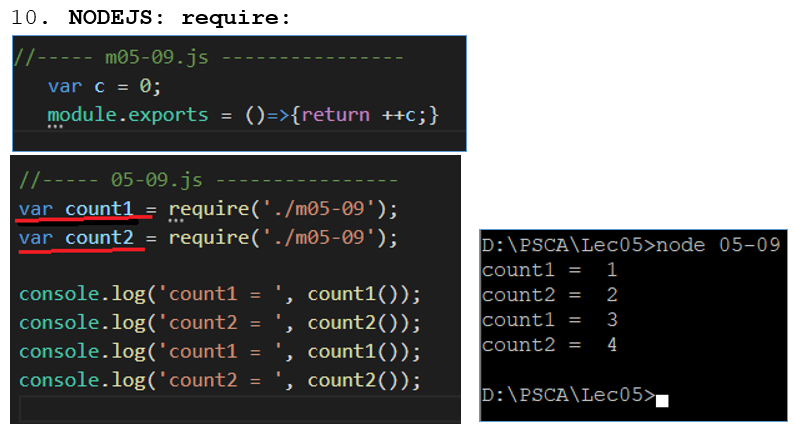 10. NODEJS: require:
//----- m05-09.js ----------------
var c = 0;
module.exports = ()=>{return ++c;}
//----- 05-09.js ----------------
var count1 = require('./m05-09');
var count2 = require('./m05-09');
console.log('count1 = ', count1());
console.log('count2 = ', count2());
console.log('count1 = ', count1());
console.log('count2 = ', count2());
D:\PSCA\Lec05>node 05-09
count1 =  1
count2 =  2
count1 =  3
count2 =  4
D:\PSCA\Lec05>